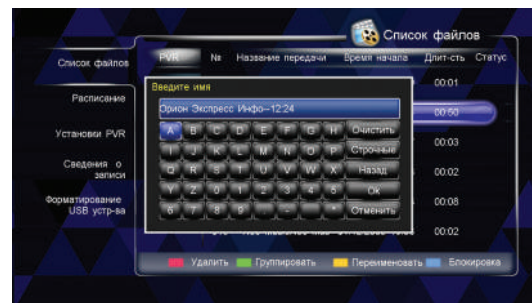 Список файлов
Список файлов
PVR № Название передачи Время начала Длит-сть Статус
00:01
Введите имя
Орион Экспресс Инфо-12:24
00:50
Расписание
A B C D E F G H Очистить
Установки PVR
I J K L M N O P Строчные
00:03
Сведения о записи
Q R S T U V W X Назад
00:02
Y Z 0 1 2 3 4 5 Ok
Форматирование
USB устр-ва
00:08
6 7 8 9 Отменить
00:02
Удалить Группировать Переименовать Блокировка